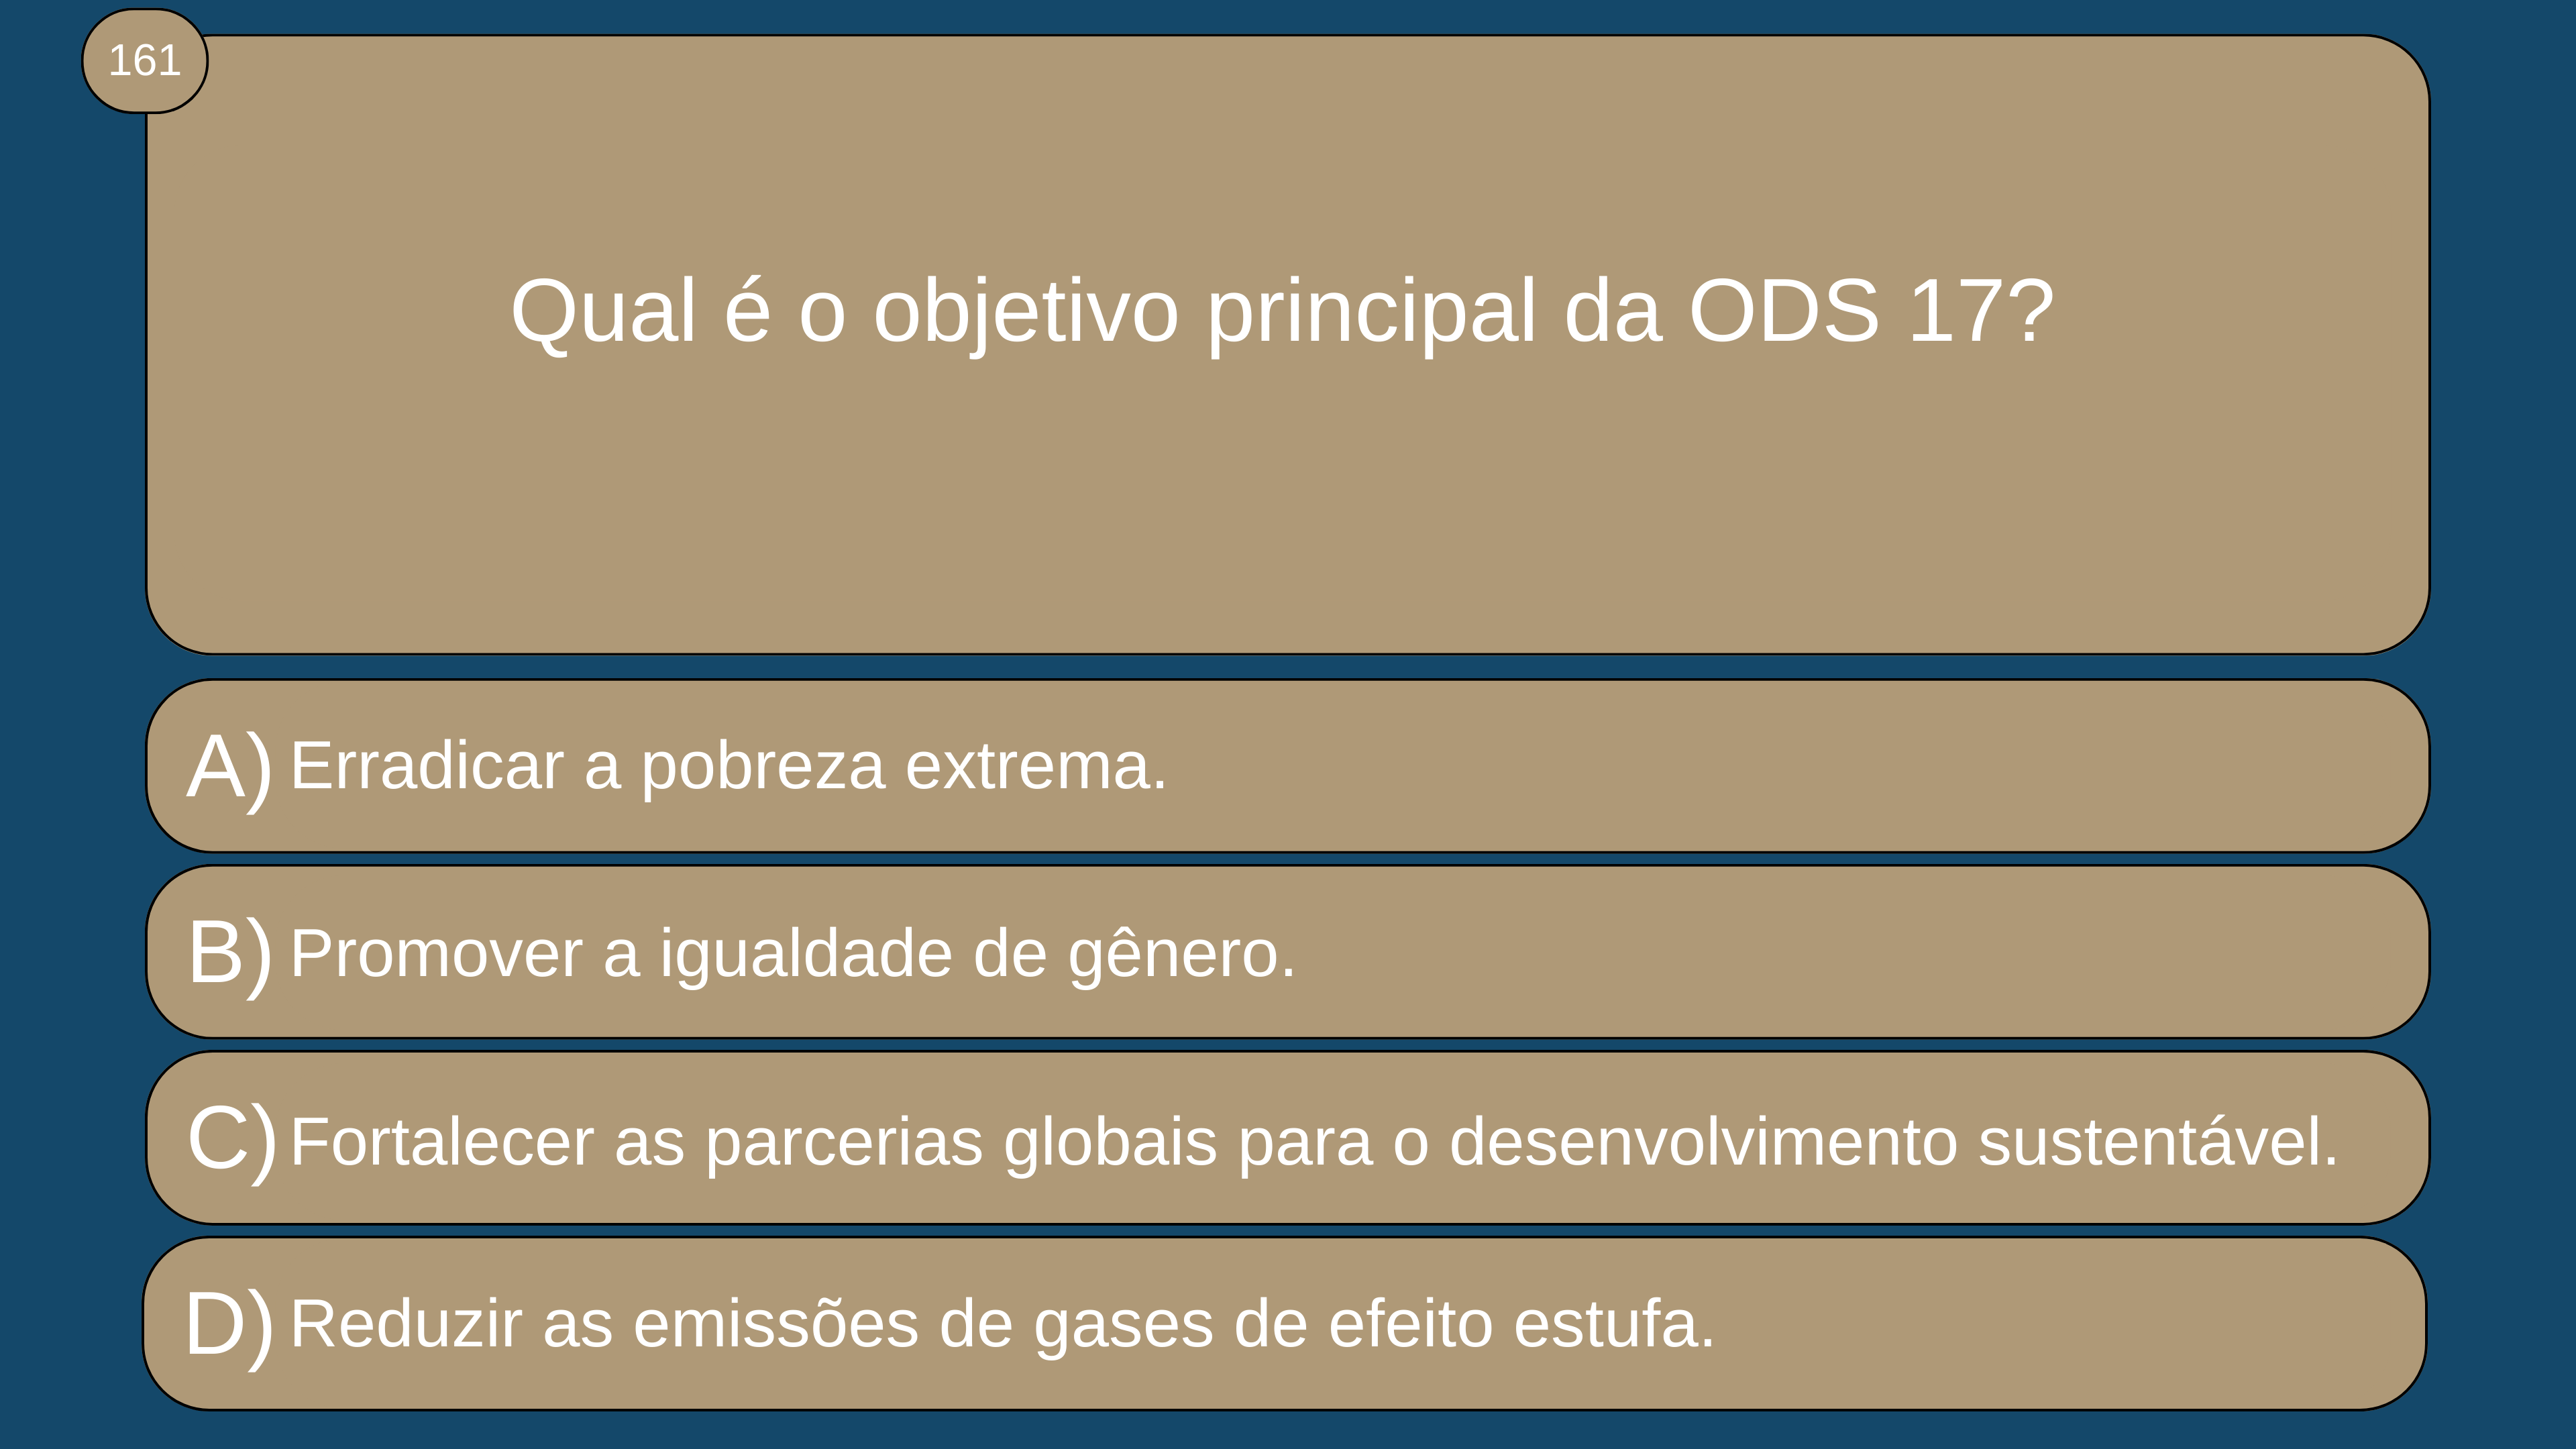 161
Qual é o objetivo principal da ODS 17?
A) Erradicar a pobreza extrema.
B) Promover a igualdade de gênero.
C) Fortalecer as parcerias globais para o desenvolvimento sustentável.
D) Reduzir as emissões de gases de efeito estufa.